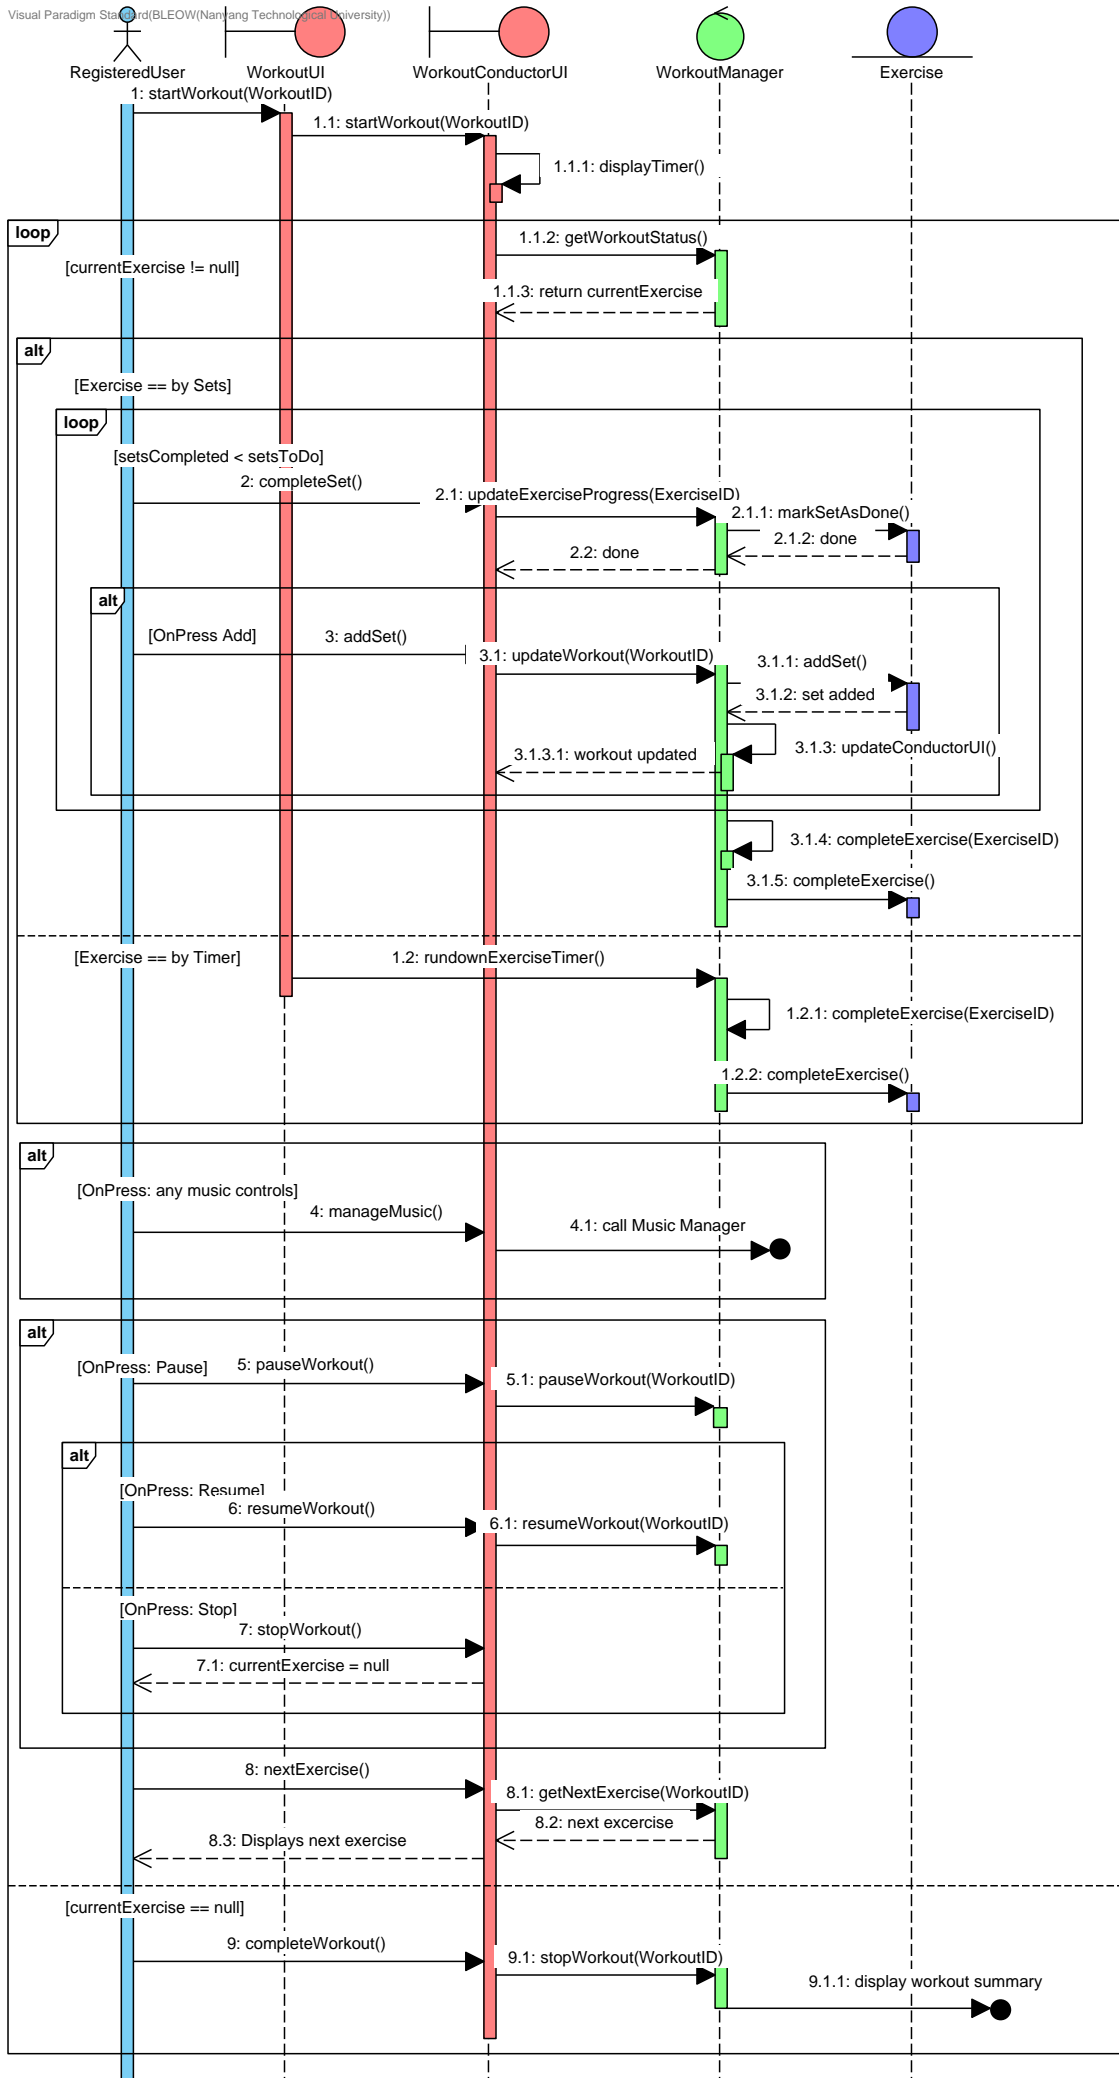 Visual Paradigm Standard(BLEOW(Nanyang Technological University))
RegisteredUser
WorkoutUI
WorkoutConductorUI
WorkoutManager
Exercise
1: startWorkout(WorkoutID)
1.1: startWorkout(WorkoutID)
1.1.1: displayTimer()
loop
1.1.2: getWorkoutStatus()
[currentExercise != null]
1.1.3: return currentExercise
alt
[Exercise == by Sets]
loop
[setsCompleted < setsToDo]
2: completeSet()
2.1: updateExerciseProgress(ExerciseID)
2.1.1: markSetAsDone()
2.1.2: done
2.2: done
alt
[OnPress Add]
3: addSet()
3.1: updateWorkout(WorkoutID)
3.1.1: addSet()
3.1.2: set added
3.1.3: updateConductorUI()
3.1.3.1: workout updated
3.1.4: completeExercise(ExerciseID)
3.1.5: completeExercise()
[Exercise == by Timer]
1.2: rundownExerciseTimer()
1.2.1: completeExercise(ExerciseID)
1.2.2: completeExercise()
alt
[OnPress: any music controls]
4: manageMusic()
4.1: call Music Manager
alt
[OnPress: Pause]
5: pauseWorkout()
5.1: pauseWorkout(WorkoutID)
alt
[OnPress: Resume]
6: resumeWorkout()
6.1: resumeWorkout(WorkoutID)
[OnPress: Stop]
7: stopWorkout()
7.1: currentExercise = null
8: nextExercise()
8.1: getNextExercise(WorkoutID)
8.2: next excercise
8.3: Displays next exercise
[currentExercise == null]
9: completeWorkout()
9.1: stopWorkout(WorkoutID)
9.1.1: display workout summary